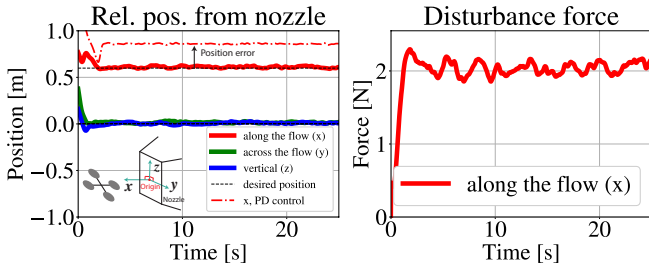 Rel. pos. from nozzle
Position [m]
1.0
0.5
0.0
−0.5
−1.0
Position error
along the flow (x)
across the flow (y)
vertical (z)
desired position
x, PD control
x
z
Origin
y
Nozzle
0
10
20
Time [s]
Disturbance force
Force [N]
2
0
along the flow (x)
0
10
20
Time [s]